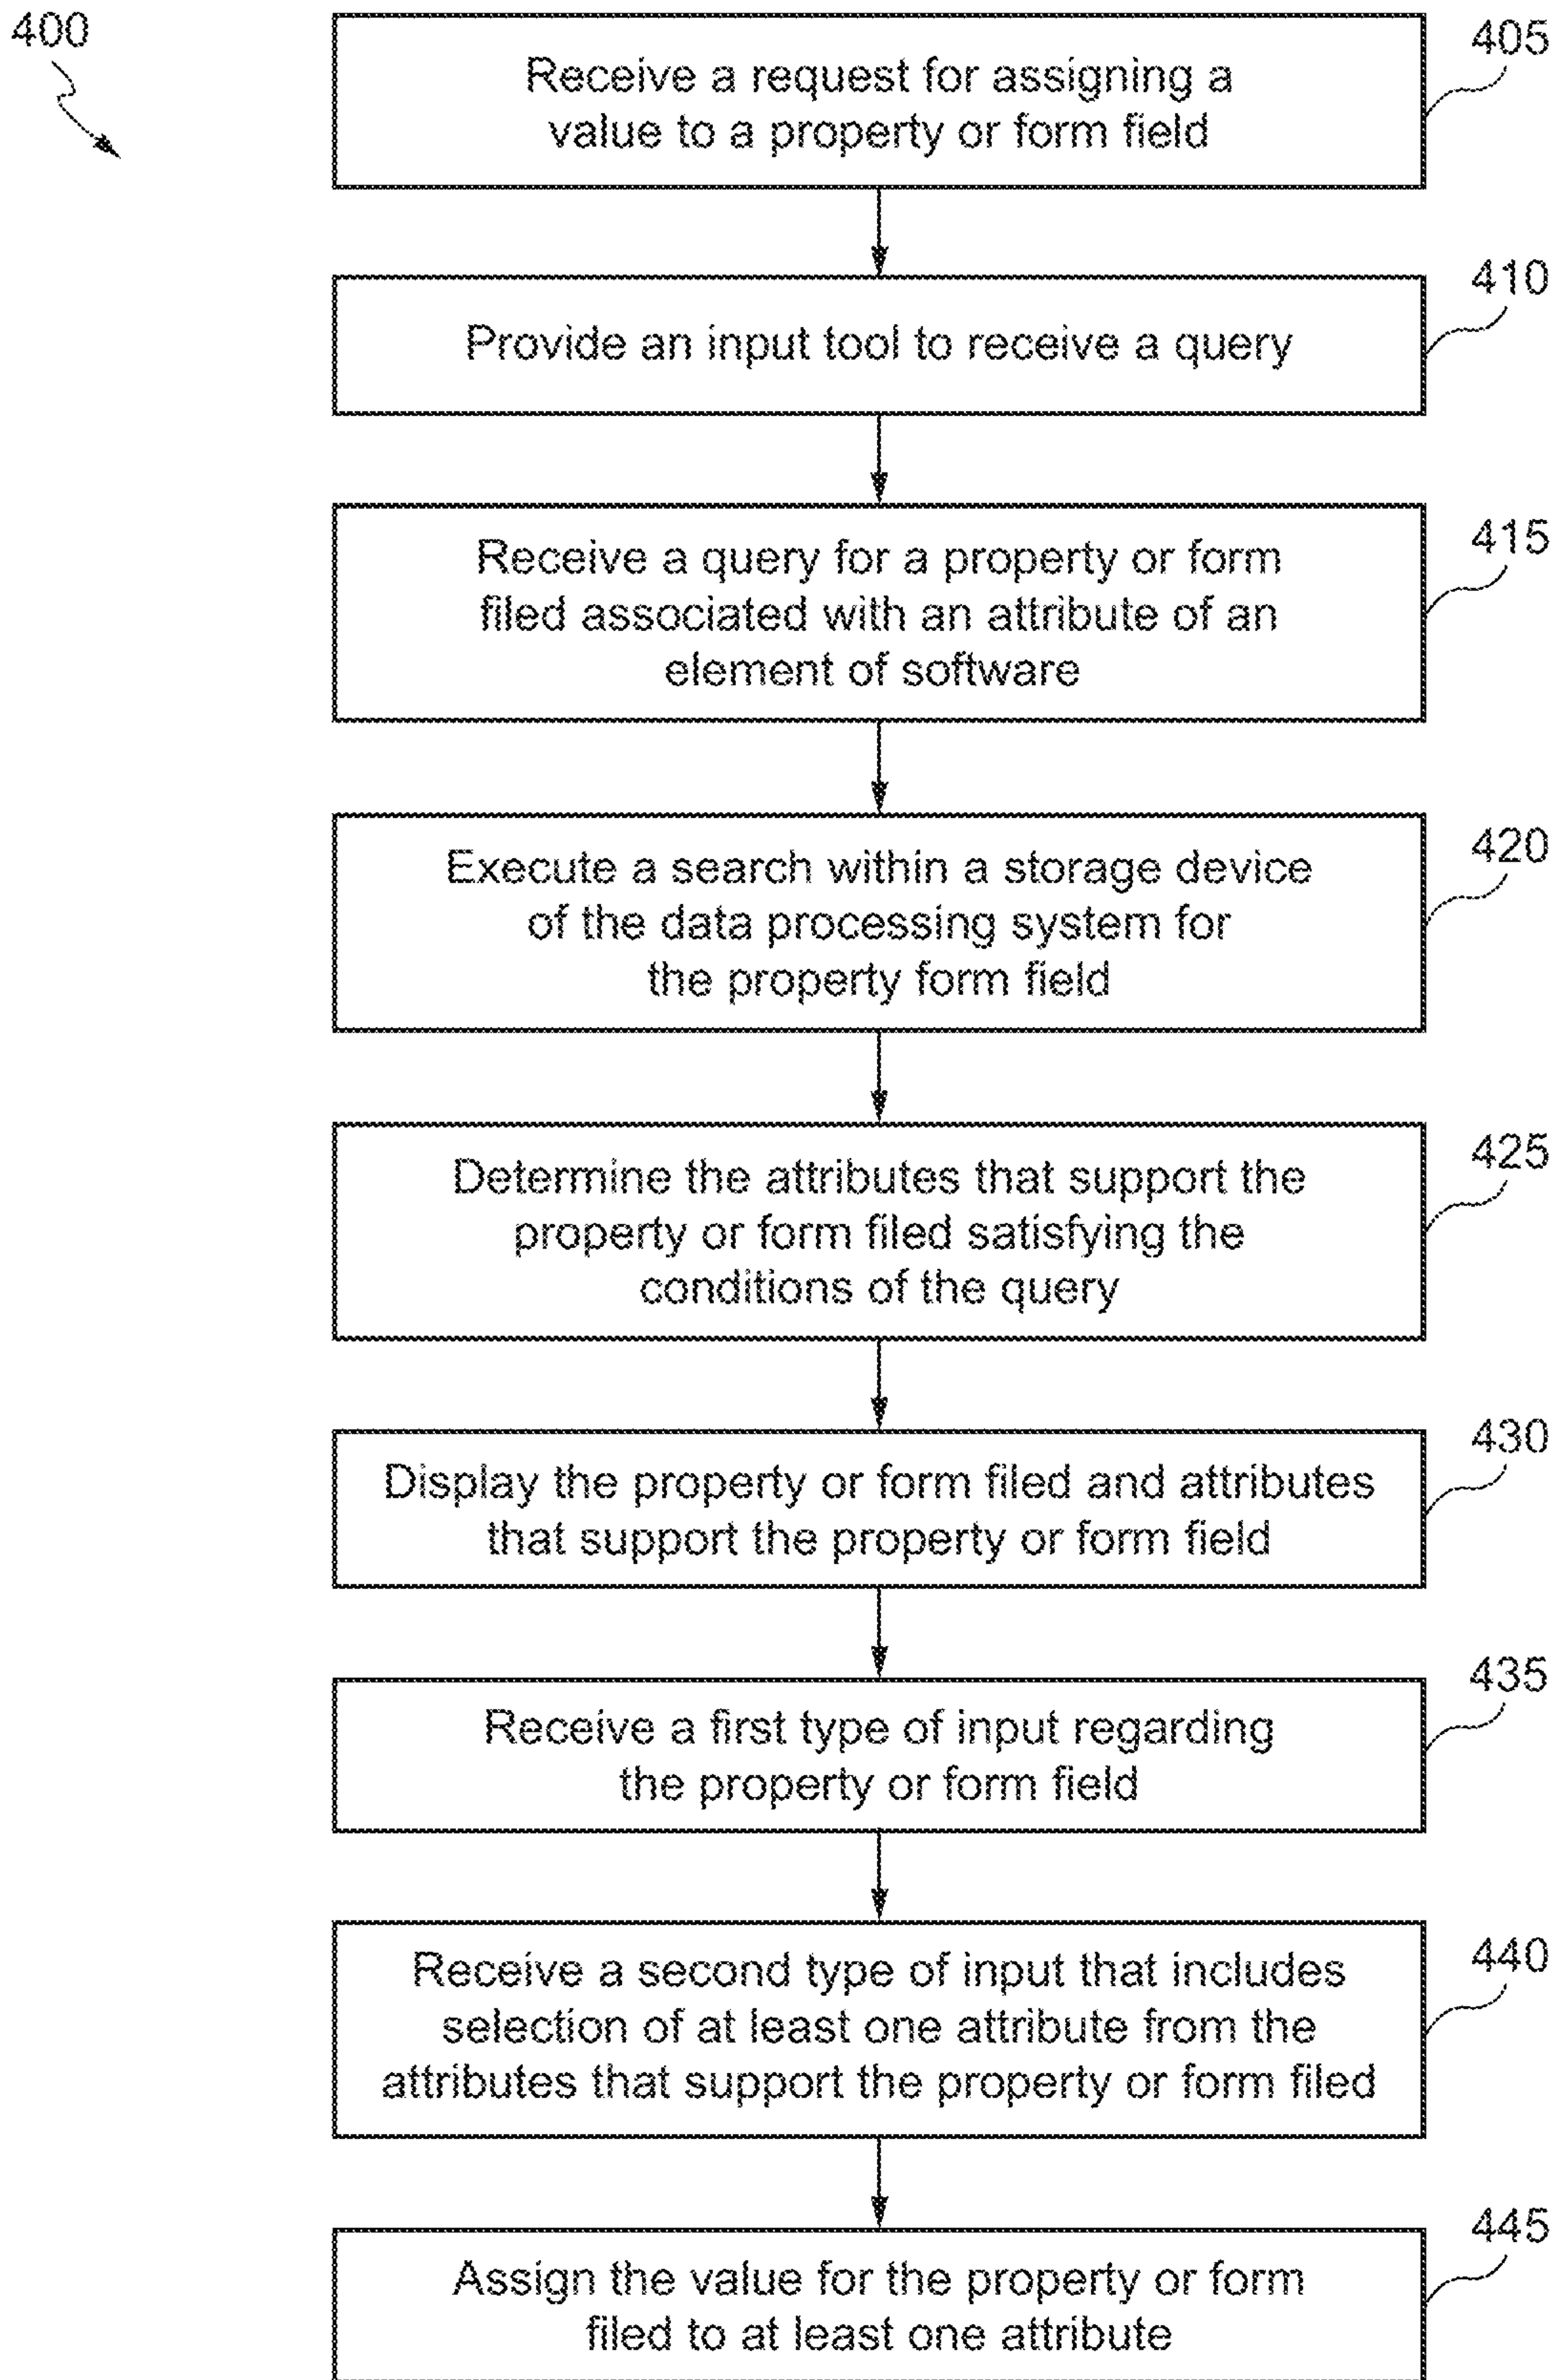 400
405
Receive a request for assigning a
value to a property or form field
410
Provide an input tool to receive a query
415
Receive a query for a property or form
filed associated with an attribute of an
element of software
420
Execute a search within a storage device
of the data processing system for
the property form field
425
Determine the attributes that support the
property or form filed satisfying the
conditions of the query
430
Display the property or form filed and attributes
that support the property or form field
435
Receive a first type of input regarding
the property or form field
440
Receive a second type of input that includes
selection of at least one attribute from the
attributes that support the property or form filed
445
Assign the value for the property or form
filed to at least one attribute